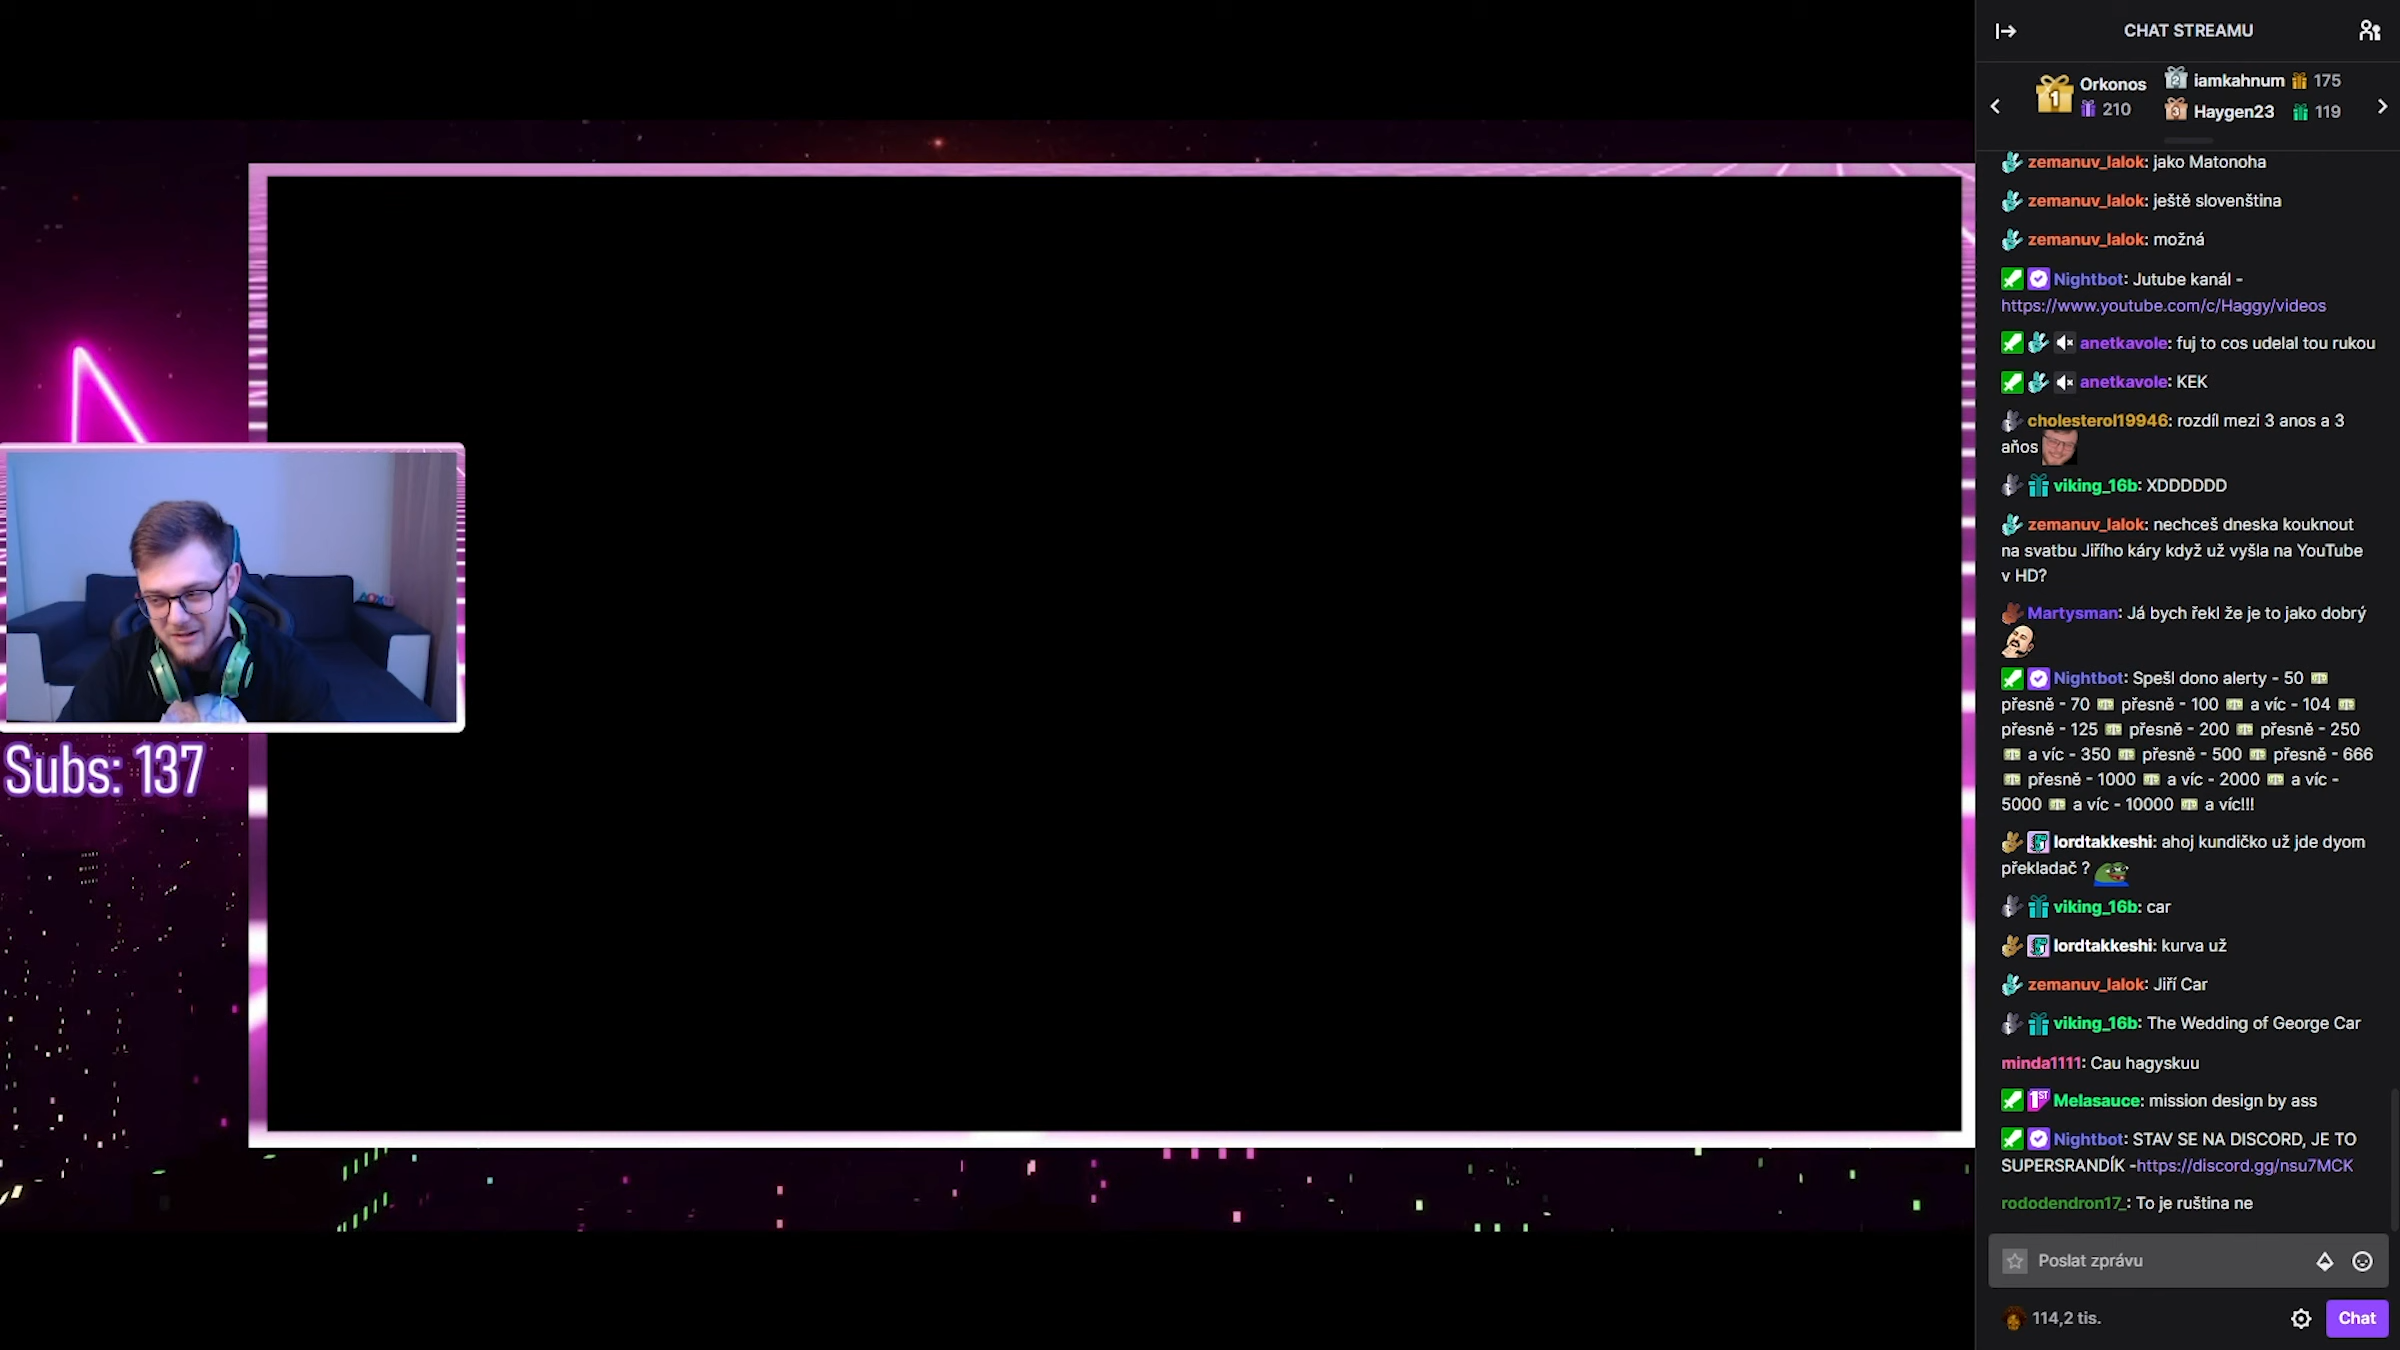 CHAT STREAMU
Orkonos
210
iamkahnum 175
Haygen23 119
zemanuv_lalok: jako Matonoha
zemanuv_lalok: ještě slovenština
zemanuv_lalok: možná
Nightbot: Jutube kanál -
https://www.youtube.com/c/Haggy/videos
anetkavole: fuj to cos udelal tou rukou
anetkavole: KEK
cholesterol19946: rozdíl mezi 3 anos a 3
aňos
viking_16b: XDDDDDD
zemanuv_lalok: nechceš dneska kouknout
na svatbu Jiřího káry když už vyšla na YouTube
v HD?
Martysman: Já bych řekl že je to jako dobrý
Nightbot: Spešl dono alerty - 50
přesně - 70 přesně - 100 a víc - 104
přesně - 125 přesně - 200 přesně - 250
a víc - 350 přesně - 500 přesně - 666
přesně - 1000 a víc - 2000 a víc -
5000 a víc - 10000 a víc!!!
lordtakkeshi: ahoj kundičko už jde dyom
překladač ?
viking_16b: car
lordtakkeshi: kurva už
zemanuv_lalok: Jiří Car
viking_16b: The Wedding of George Car
minda1111: Cau hagyskuu
Melasauce: mission design by ass
Nightbot: STAV SE NA DISCORD, JE TO
SUPERSRANDÍK -https://discord.gg/nsu7MCK
rododendron17_: To je ruština ne
Poslat zprávu
114,2 tis.
Chat
Subs: 137